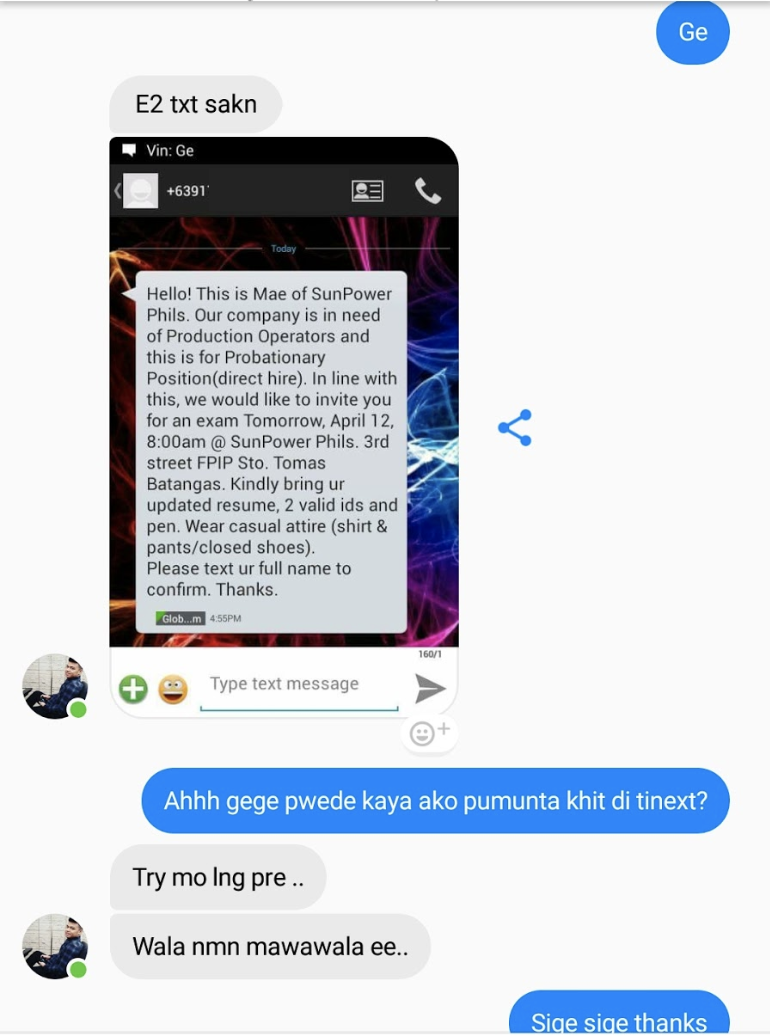 Ge
E2 txt sakn
Vin: Ge
+6391
Today
Hello! This is Mae of SunPower
Phils. Our company is in need
of Production Operators and
this is for Probationary
Position(direct hire). In line with
this, we would like to invite you
for an exam Tomorrow, April 12,
8:00am @ SunPower Phils. 3rd
street FPIP Sto. Tomas
Batangas. Kindly bring ur
updated resume, 2 valid ids and
pen. Wear casual attire (shirt &
pants/closed shoes).
Please text ur full name to
confirm. Thanks.
Glob...m 4:55PM
160/1
Type text message
Ahhh gege pwede kaya ako pumunta khit di tinext?
Try mo lng pre ..
Wala nmn mawawala ee..
Sige sige thanks